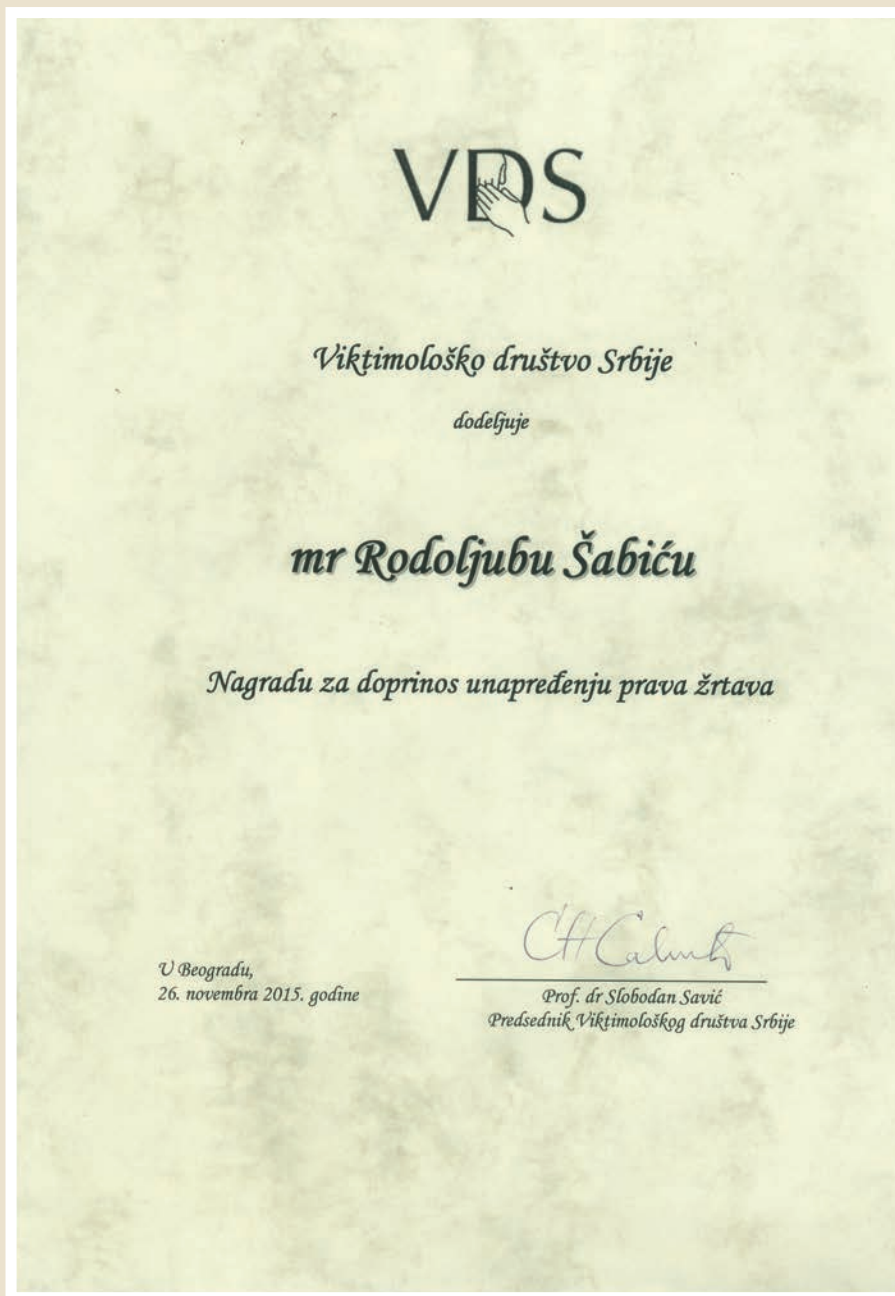 VDS
Viktimološko društvo Srbije
dodeljuje
mr Rodoljubu Šabiću
Nagradu za doprinos unapređenju prava žrtava
U Beogradu,
26. novembra 2015. godine
Prof. dr Slobodan Savić
Predsednik Viktimološkog društva Srbije